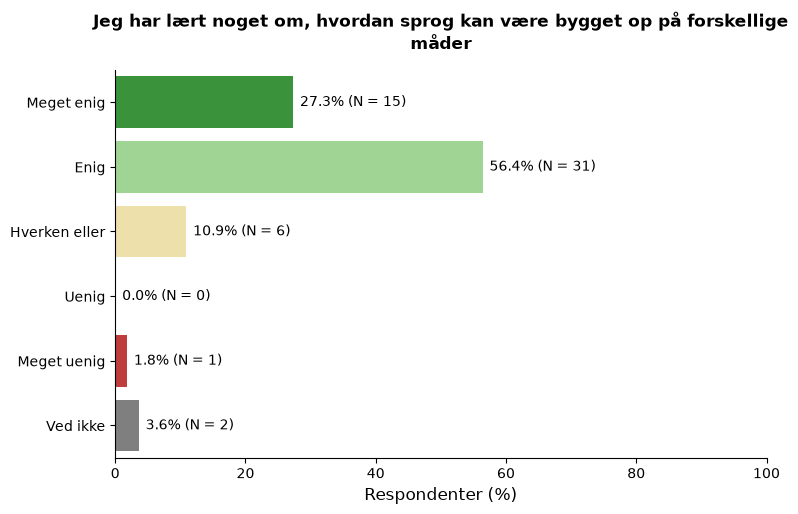 Jeg har lært noget om, hvordan sprog kan være bygget op på forskellige
måder
Meget enig
27.3% (N = 15)
Enig
56.4% (N = 31)
Hverken eller
10.9% (N = 6)
Uenig
0.0% (N = 0)
Meget uenig
1.8% (N = 1)
Ved ikke
3.6% (N = 2)
0 20 40 60 80 100
Respondenter (%)